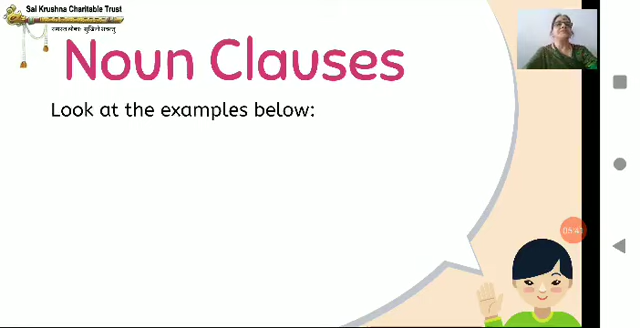 Sai Krushna Charitable Trust
Noun Clauses
Look at the examples below: